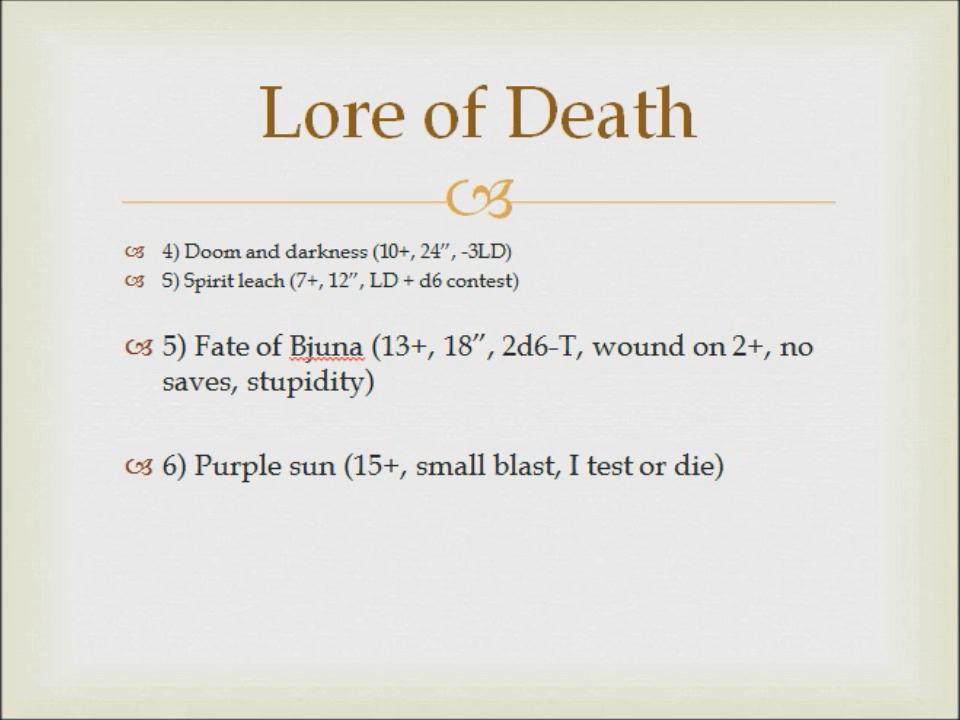 Lore of Death
4) Doom and darkness (10+, 24”, -3LD)
S) Spirit leach (7+, 12”, LD + d6 contest)
5) Fate of Bjuna (13+, 18”, 2d6-T, wound on 2+, no
saves, stupidity)
6) Purple sun (15+, small blast, I test or die)